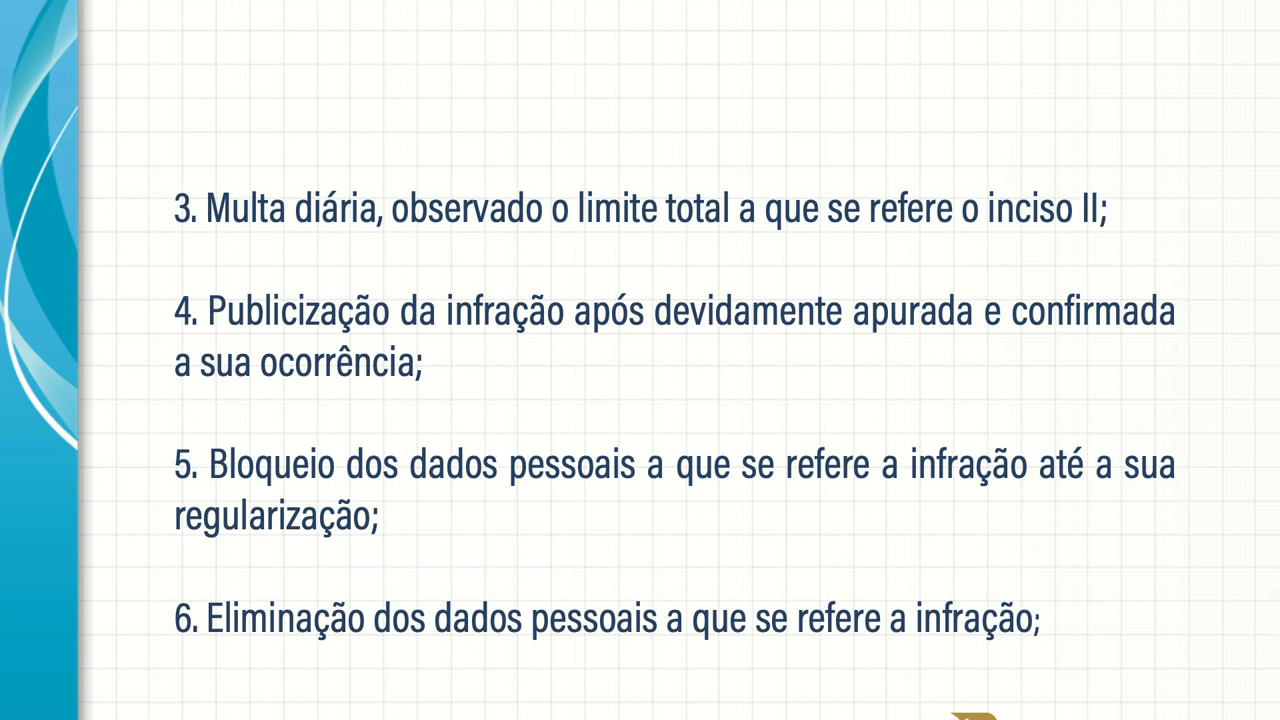 3. Multa diária, observado o limite total a que se refere o inciso II;
4. Publicização da infração após devidamente apurada e confirmada
a sua ocorrência;
5. Bloqueio dos dados pessoais a que se refere a infração até a sua
regularização;
6. Eliminação dos dados pessoais a que se refere a infração;